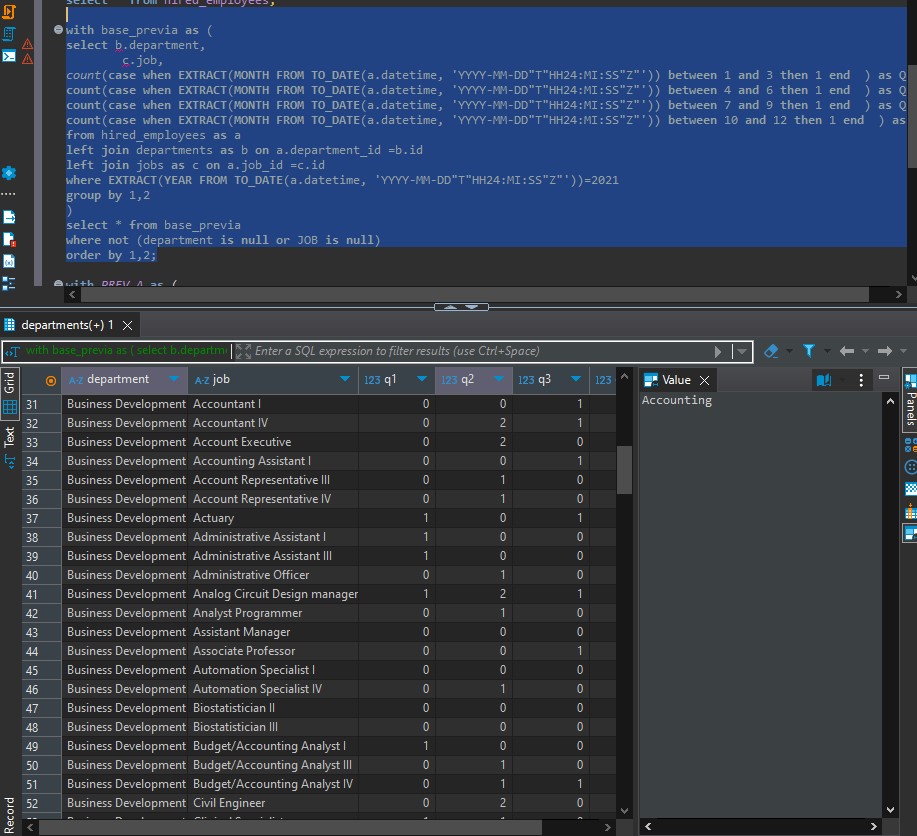 select * from hired_employees;
with base_previa as (
select b.department,
c.job,
count(case when EXTRACT(MONTH FROM TO_DATE(a.datetime, 'YYYY-MM-DD"T"HH24:MI:SS"Z"')) between 1 and 3 then 1 end ) as Q
count(case when EXTRACT(MONTH FROM TO_DATE(a.datetime, 'YYYY-MM-DD"T"HH24:MI:SS"Z"')) between 4 and 6 then 1 end ) as Q
count(case when EXTRACT(MONTH FROM TO_DATE(a.datetime, 'YYYY-MM-DD"T"HH24:MI:SS"Z"')) between 7 and 9 then 1 end ) as Q
count(case when EXTRACT(MONTH FROM TO_DATE(a.datetime, 'YYYY-MM-DD"T"HH24:MI:SS"Z"')) between 10 and 12 then 1 end ) as
from hired_employees as a
left join departments as b on a.department_id =b.id
left join jobs as c on a.job_id =c.id
where EXTRACT(YEAR FROM TO_DATE(a.datetime, 'YYYY-MM-DD"T"HH24:MI:SS"Z"'))=2021
group by 1,2
)
select * from base_previa
where not (department is null or JOB is null)
order by 1,2;
with PREV_A as (
departments(+) 1
with base_previa as ( select b.departm
Enter a SQL expression to filter results (use Ctrl+Space)
Grid
Text
Record
A-Z department A-Z job 123 q1 123 q2 123 q3 123
31 Business Development Accountant I 0 0 1
32 Business Development Accountant IV 0 2 1
33 Business Development Account Executive 0 2 0
34 Business Development Accounting Assistant I 0 0 1
35 Business Development Account Representative III 0 1 0
36 Business Development Account Representative IV 0 1 0
37 Business Development Actuary 1 0 1
38 Business Development Administrative Assistant I 1 0 0
39 Business Development Administrative Assistant III 1 0 0
40 Business Development Administrative Officer 0 1 0
41 Business Development Analog Circuit Design manager 1 2 1
42 Business Development Analyst Programmer 0 1 0
43 Business Development Assistant Manager 0 0 0
44 Business Development Associate Professor 0 0 1
45 Business Development Automation Specialist I 0 0 0
46 Business Development Automation Specialist IV 0 1 0
47 Business Development Biostatistician II 0 0 0
48 Business Development Biostatistician III 0 0 0
49 Business Development Budget/Accounting Analyst I 1 0 0
50 Business Development Budget/Accounting Analyst III 0 1 0
51 Business Development Budget/Accounting Analyst IV 0 1 1
52 Business Development Civil Engineer 0 2 0
Value
Accounting
Panels